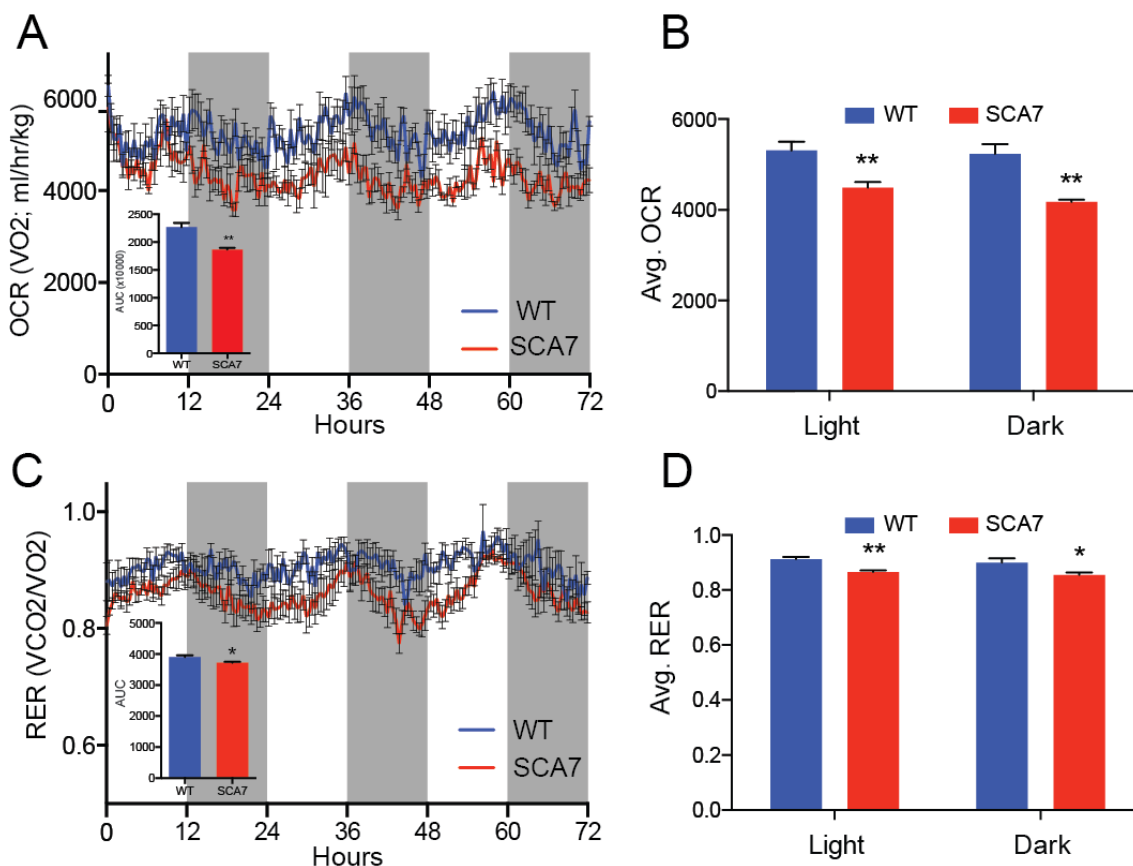 A
OCR (VO2; ml/hr/kg)
6000
4000
2000
0
0 12 24 36 48 60 72
Hours
AUC (x10000)
2500
2000
1500
1000
500
0
WT SCA7
**
WT
SCA7
B
Avg. OCR
6000
4000
2000
0
WT SCA7
**
**
Light Dark
C
RER (VCO2/VO2)
1.0
0.8
0.6
0 12 24 36 48 60 72
Hours
AUC
5000
4000
3000
2000
1000
0
WT SCA7
*
WT
SCA7
D
Avg. RER
1.0
0.8
0.6
0.4
0.2
0.0
WT SCA7
**
*
Light Dark